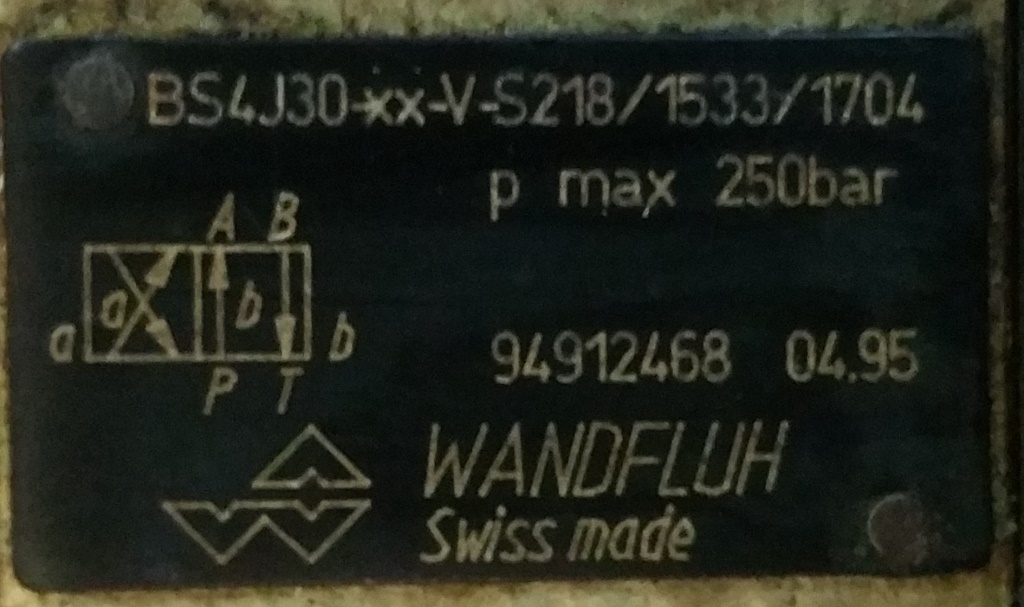 BS4J30-xx-V-S218/1533/1704
p max 250bar
A B
a b
a b
P T
94912468 04.95
WANDFLUH
Swiss made